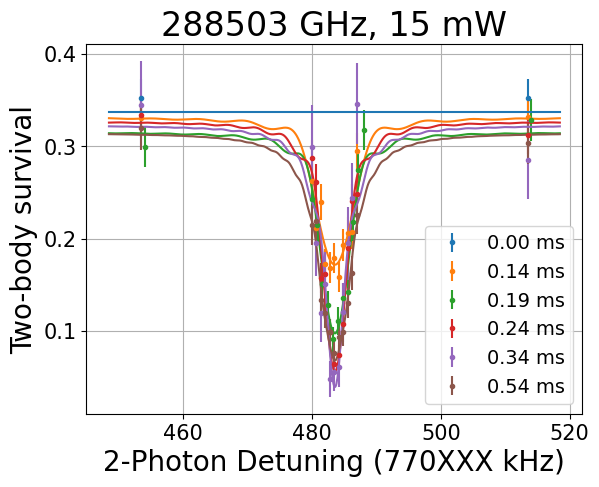 288503 GHz, 15 mW
Two-body survival
0.4
0.3
0.2
0.1
0.00 ms
0.14 ms
0.19 ms
0.24 ms
0.34 ms
0.54 ms
460
480
500
520
2-Photon Detuning (770XXX kHz)